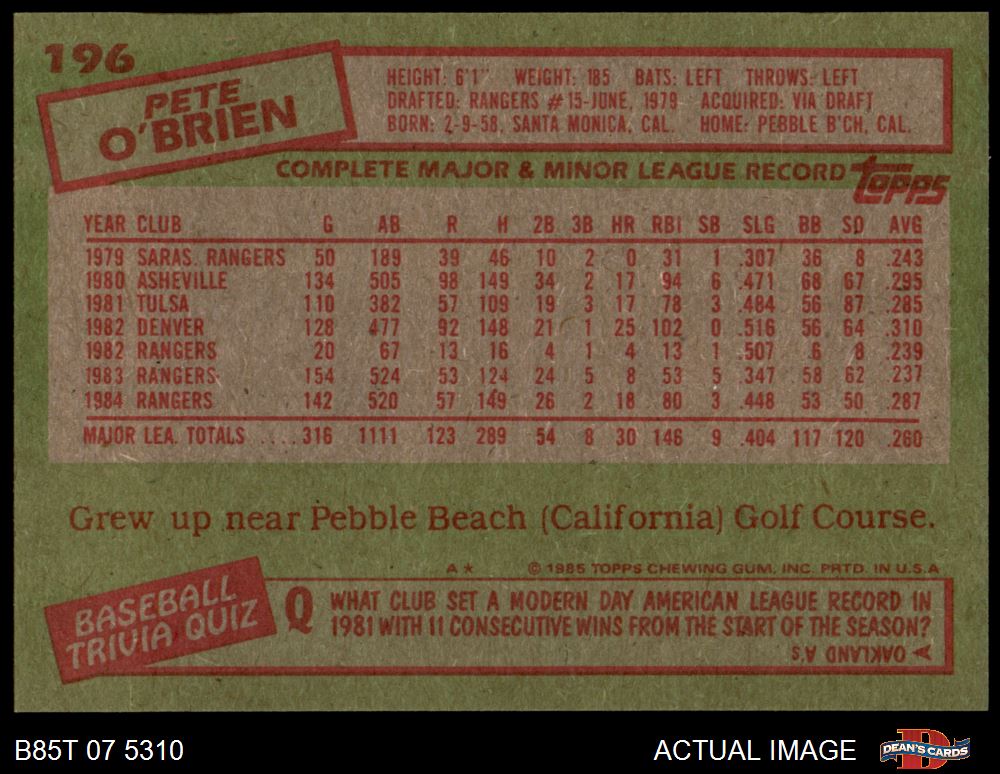 196
PETE
O'BRIEN
HEIGHT: 6'1" WEIGHT: 185 BATS: LEFT THROWS: LEFT
DRAFTED: RANGERS #15-JUNE, 1979 ACQUIRED: VIA DRAFT
BORN: 2-9-58, SANTA MONICA, CAL. HOME: PEBBLE B'CH, CAL.
COMPLETE MAJOR & MINOR LEAGUE RECORD TOPPS
YEAR CLUB G AB R H 2B 3B HR RBI SB SLG BB SO AVG
1979 SARAS. RANGERS 50 189 39 46 10 2 0 31 1 .307 36 8 .243
1980 ASHEVILLE 134 505 98 149 34 2 17 94 6 .471 68 67 .295
1981 TULSA 110 382 57 109 19 3 17 78 3 .484 56 87 .285
1982 DENVER 128 477 92 148 21 1 25 102 0 .516 56 64 .310
1982 RANGERS 20 67 13 16 4 1 4 13 1 .507 6 8 .239
1983 RANGERS 154 524 53 124 24 5 8 53 5 .347 58 62 .237
1984 RANGERS 142 520 57 149 26 2 18 80 3 .448 53 50 .287
MAJOR LEA. TOTALS ....316 1111 123 289 54 8 30 146 9 .404 117 120 .260
Grew up near Pebble Beach (California) Golf Course.
A★ © 1985 TOPPS CHEWING GUM, INC. PRTD. IN U.S.A
BASEBALL
TRIVIA QUIZ
Q WHAT CLUB SET A MODERN DAY AMERICAN LEAGUE RECORD IN
1981 WITH 11 CONSECUTIVE WINS FROM THE START OF THE SEASON?
A OAKLAND A's
B85T 07 5310 ACTUAL IMAGE DEAN'S CARDS